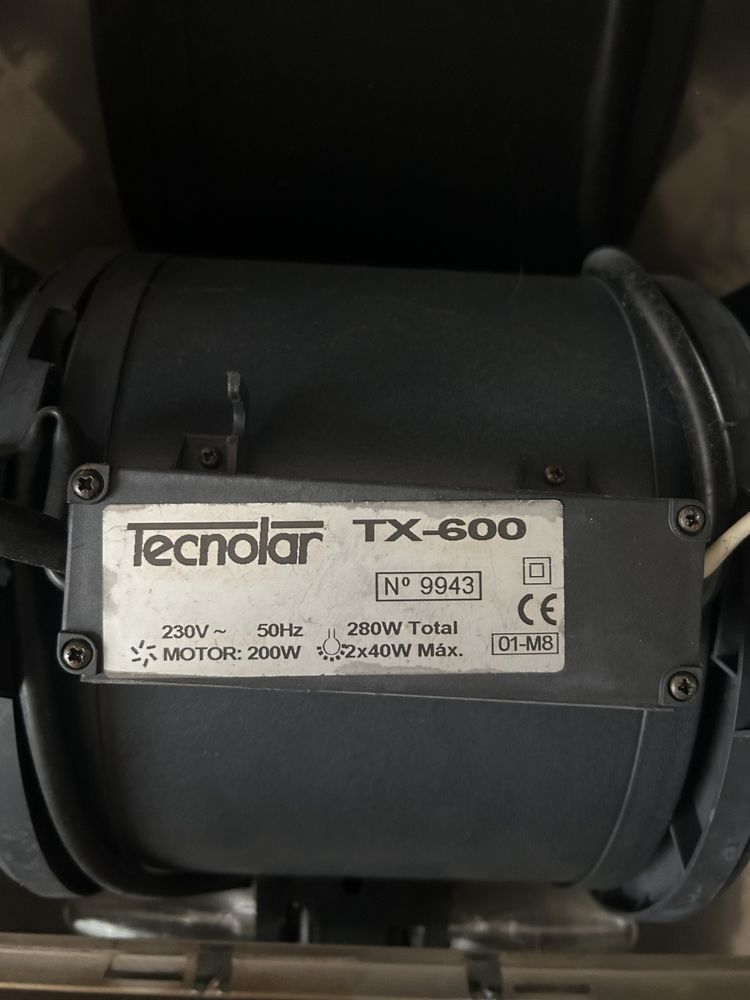 Tecnolar TX-600
Nº 9943
CE
230V ~ 50Hz 280W Total
MOTOR: 200W 2x40W Máx. 01-M8